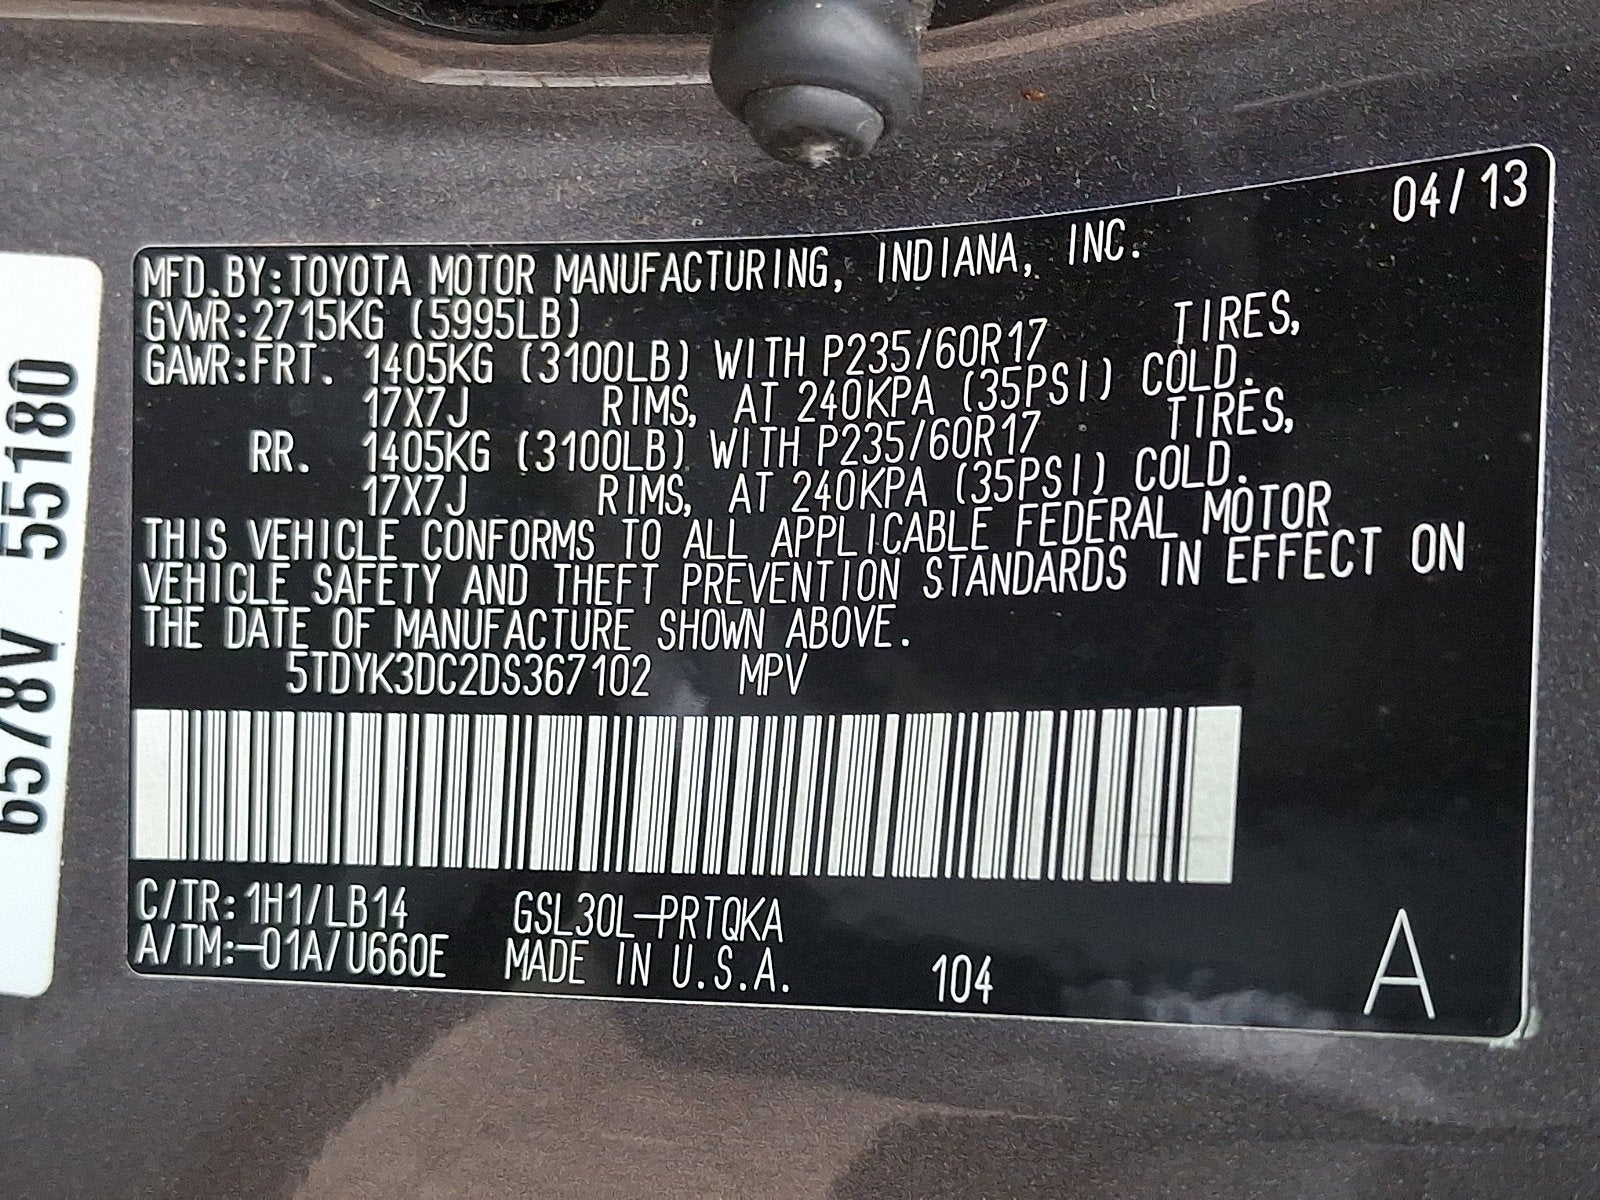 04/13
MFD.BY:TOYOTA MOTOR MANUFACTURING, INDIANA, INC.
GVWR:2715KG (5995LB)
GAWR:FRT. 1405KG (3100LB) WITH P235/60R17 TIRES,
17X7J RIMS, AT 240KPA (35PSI) COLD.
RR. 1405KG (3100LB) WITH P235/60R17 TIRES,
17X7J RIMS, AT 240KPA (35PSI) COLD.
THIS VEHICLE CONFORMS TO ALL APPLICABLE FEDERAL MOTOR
VEHICLE SAFETY AND THEFT PREVENTION STANDARDS IN EFFECT ON
THE DATE OF MANUFACTURE SHOWN ABOVE.
5TDYK3DC2DS367102 MPV
C/TR:1H1/LB14 GSL30L-PRTQKA
A/TM:-01A/U660E MADE IN U.S.A. 104
A
6578V 55180